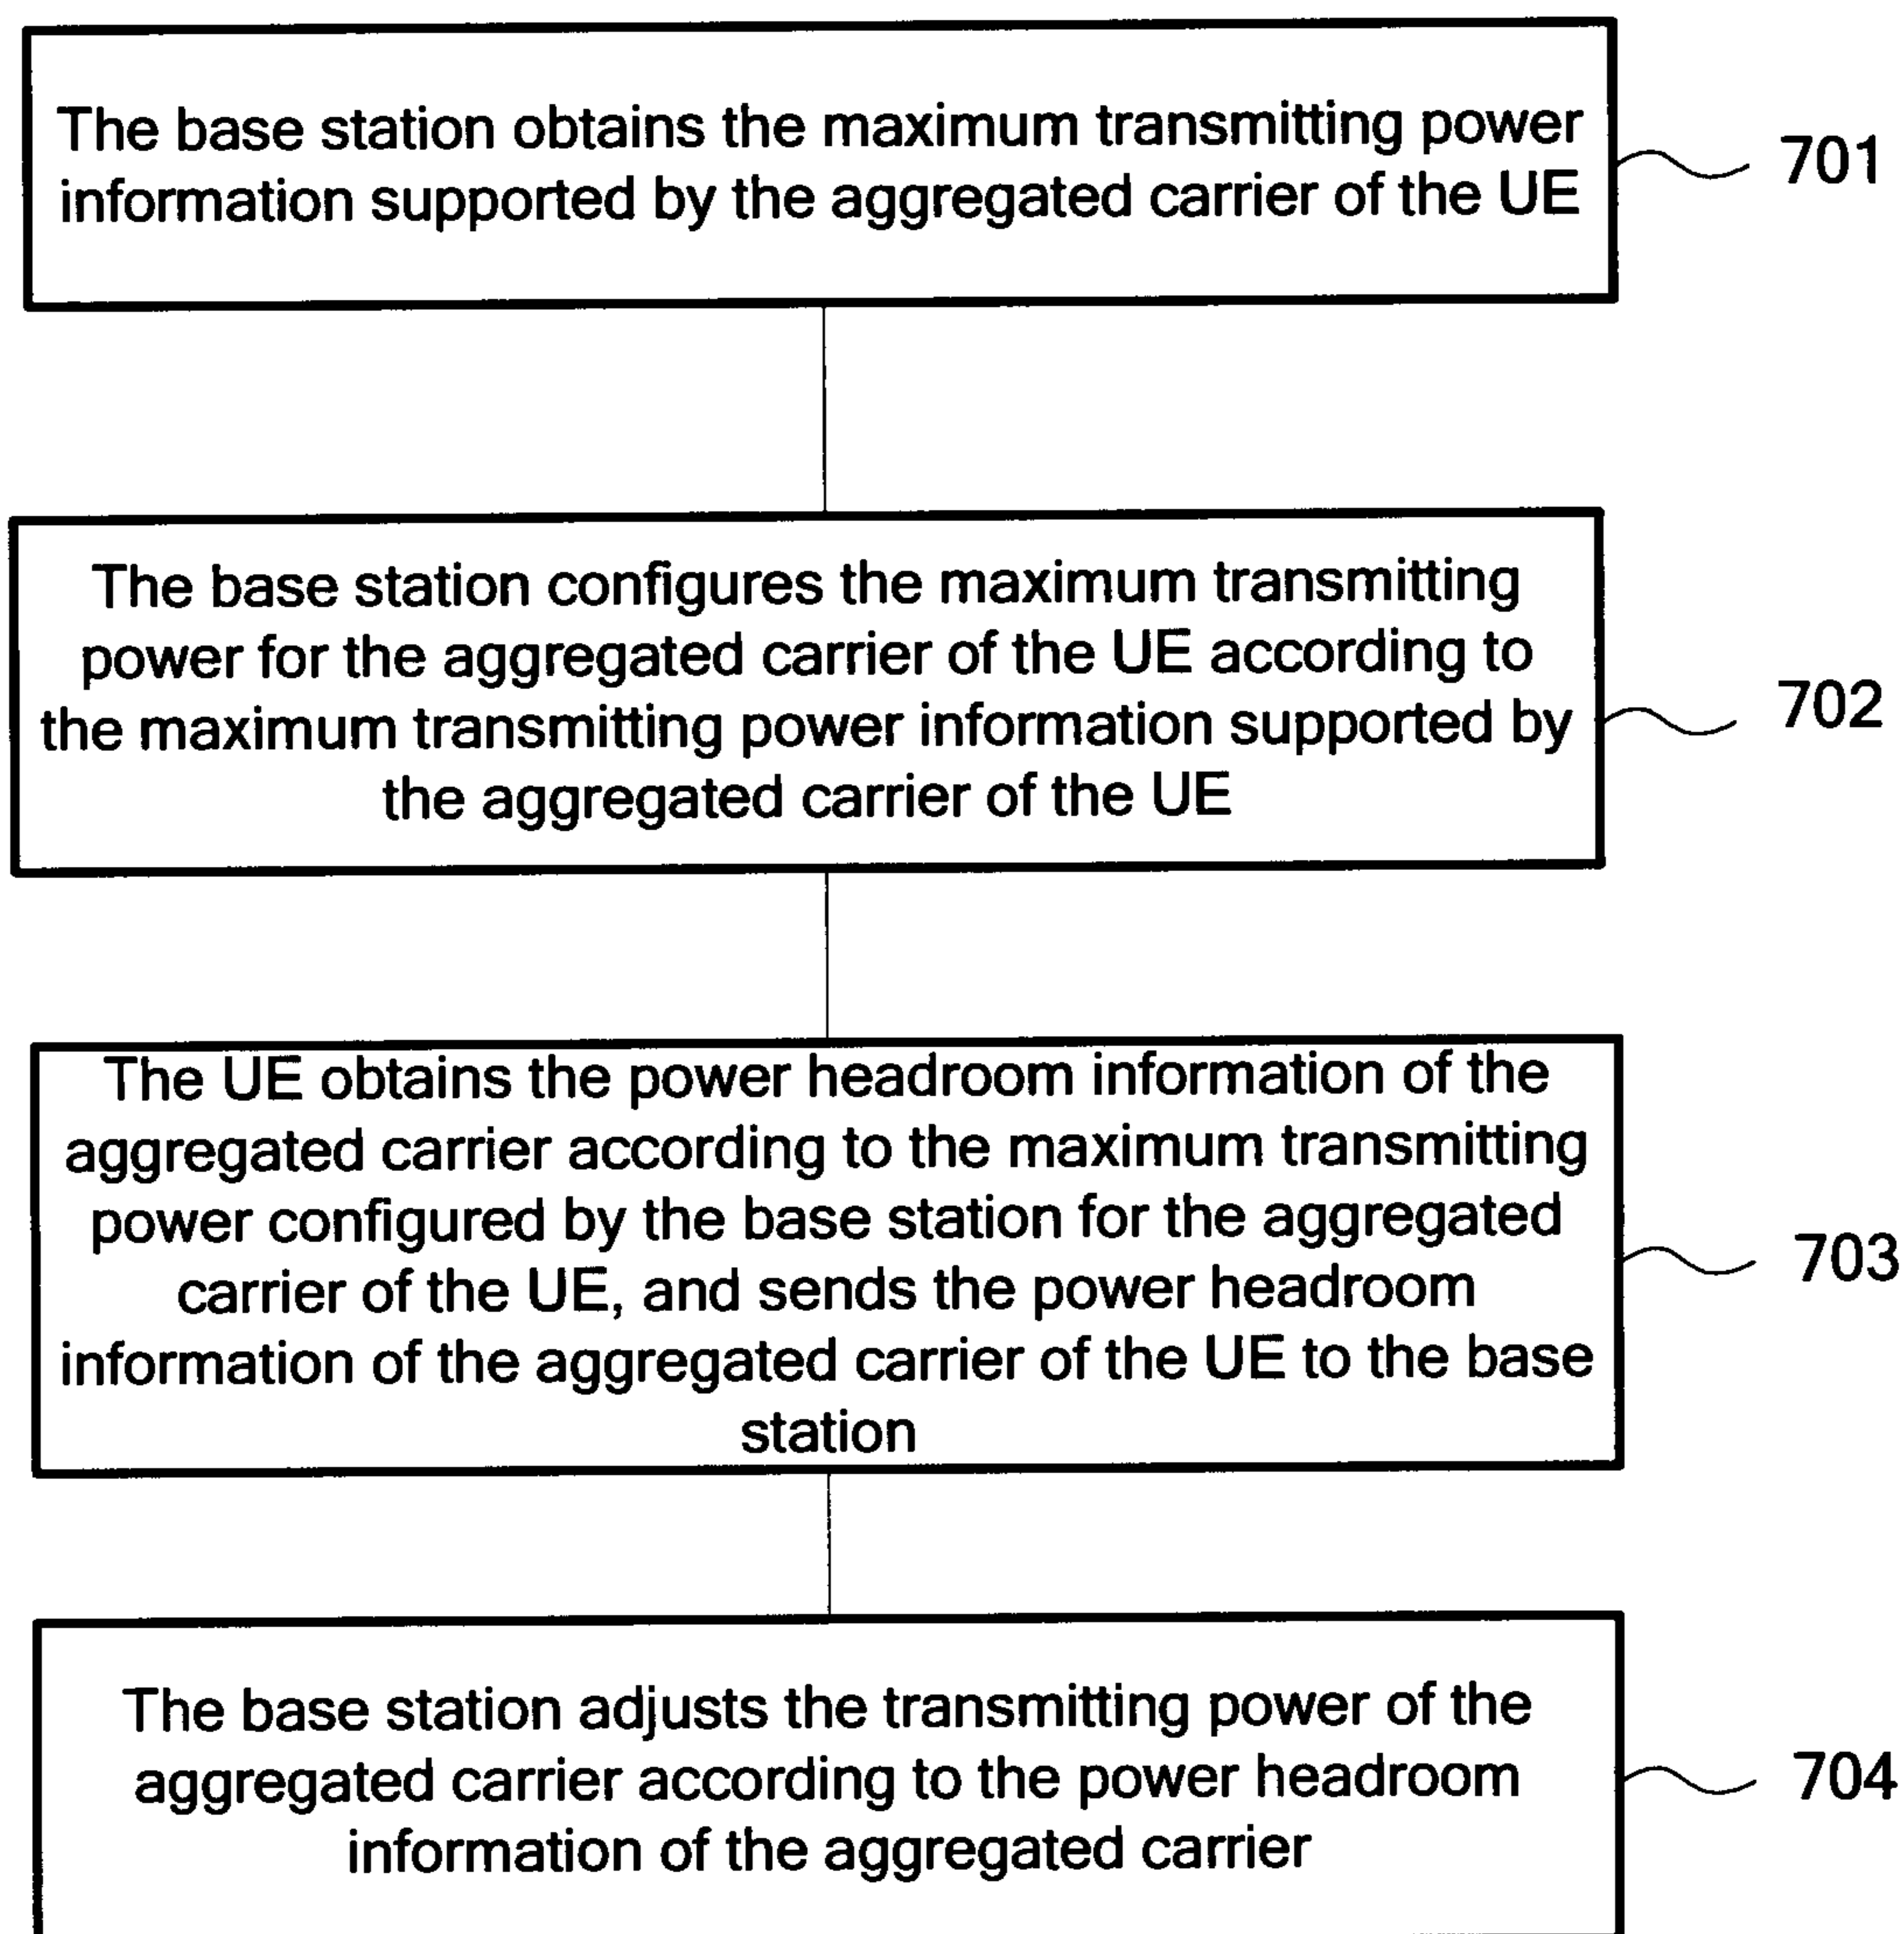 The base station obtains the maximum transmitting power
information supported by the aggregated carrier of the UE
701
The base station configures the maximum transmitting
power for the aggregated carrier of the UE according to
the maximum transmitting power information supported by
the aggregated carrier of the UE
702
The UE obtains the power headroom information of the
aggregated carrier according to the maximum transmitting
power configured by the base station for the aggregated
carrier of the UE, and sends the power headroom
information of the aggregated carrier of the UE to the base
station
703
The base station adjusts the transmitting power of the
aggregated carrier according to the power headroom
information of the aggregated carrier
704